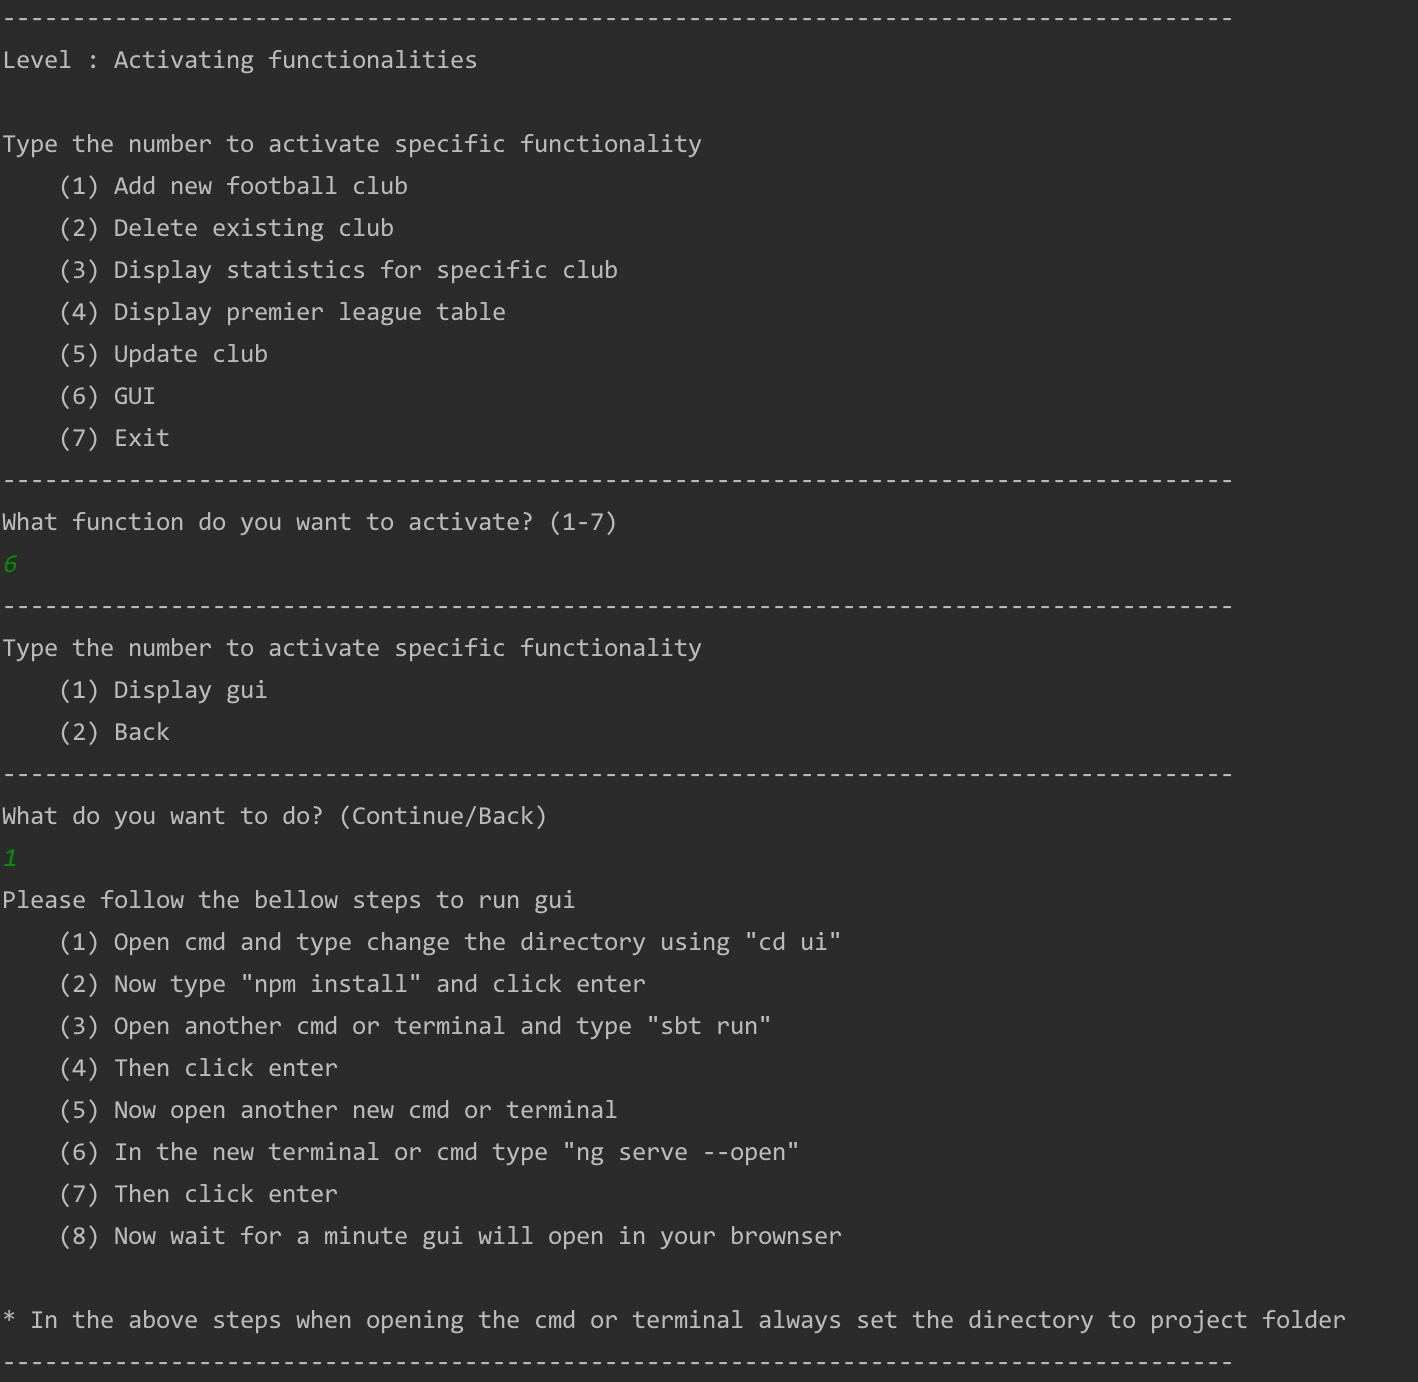 ----------------------------------------------------------------------------------------
Level : Activating functionalities
Type the number to activate specific functionality
    (1) Add new football club
    (2) Delete existing club
    (3) Display statistics for specific club
    (4) Display premier league table
    (5) Update club
    (6) GUI
    (7) Exit
----------------------------------------------------------------------------------------
What function do you want to activate? (1-7)
6
----------------------------------------------------------------------------------------
Type the number to activate specific functionality
    (1) Display gui
    (2) Back
----------------------------------------------------------------------------------------
What do you want to do? (Continue/Back)
1
Please follow the bellow steps to run gui
    (1) Open cmd and type change the directory using "cd ui"
    (2) Now type "npm install" and click enter
    (3) Open another cmd or terminal and type "sbt run"
    (4) Then click enter
    (5) Now open another new cmd or terminal
    (6) In the new terminal or cmd type "ng serve --open"
    (7) Then click enter
    (8) Now wait for a minute gui will open in your brownser
* In the above steps when opening the cmd or terminal always set the directory to project folder
----------------------------------------------------------------------------------------